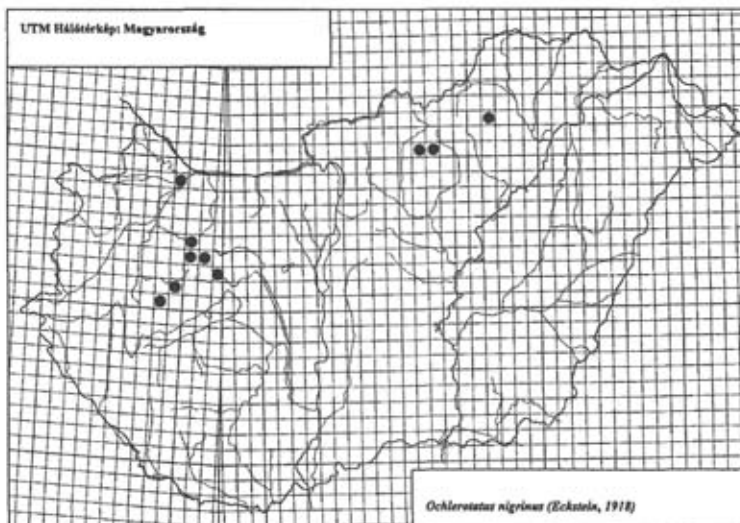 UTM Hálótérkép: Magyarország
Ochlerotatus nigrinus (Eckstein, 1918)